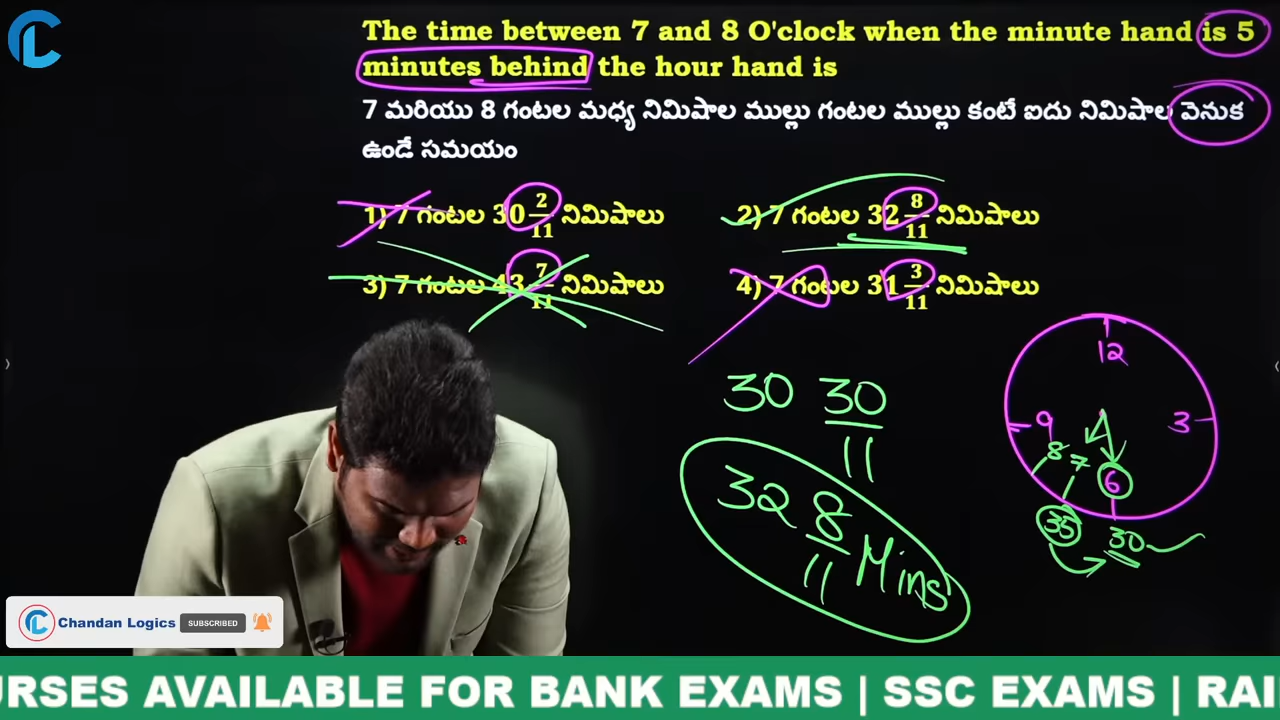 The time between 7 and 8 O'clock when the minute hand is 5
minutes behind the hour hand is
7 మరియు 8 గంటల మధ్య నిమిషాల ముల్లు గంటల ముల్లు కంటే ఐదు నిమిషాల వెనుక
ఉండే సమయం
1) 7 గంటల 30 2/11 నిమిషాలు
2) 7 గంటల 32 8/11 నిమిషాలు
3) 7 గంటల 43 7/11 నిమిషాలు
4) 7 గంటల 31 3/11 నిమిషాలు
30 30/11
32 8/11 Mins
12
9
3
8
7
6
35
30
Chandan Logics SUBSCRIBED
URSES AVAILABLE FOR BANK EXAMS | SSC EXAMS | RAI